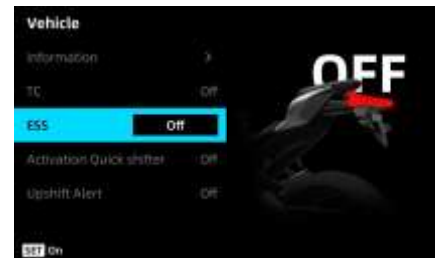 Vehicle
Information >
TC Off
OFF
ESS Off
Activation Quick shifter Off
Upshift Alert Off
SET On